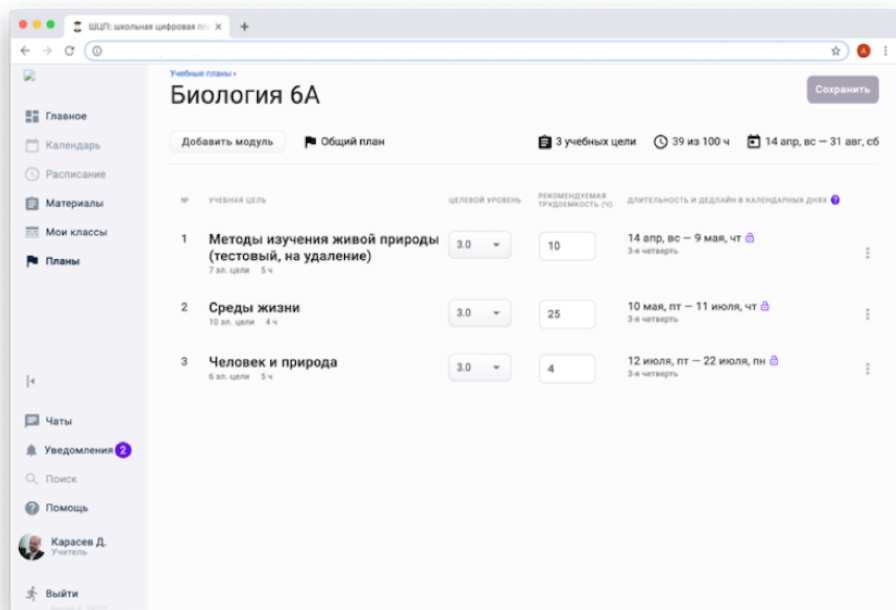 ШЦП: школьная цифровая пл
Учебные планы ›
Биология 6А
Сохранить
Добавить модуль
Общий план
3 учебных цели
39 из 100 ч
14 апр, вс — 31 авг, сб
Главное
Календарь
Расписание
Материалы
Мои классы
Планы
Чаты
Уведомления 2
Поиск
Помощь
Карасев Д.
Учитель
Выйти
№
УЧЕБНАЯ ЦЕЛЬ
ЦЕЛЕВОЙ УРОВЕНЬ
РЕКОМЕНДУЕМАЯ
ТРУДОЕМКОСТЬ (Ч)
ДЛИТЕЛЬНОСТЬ И ДЕДЛАЙН В КАЛЕНДАРНЫХ ДНЯХ ?
1
Методы изучения живой природы
(тестовый, на удаление)
7 эл. цели 5 ч
3.0
10
14 апр, вс — 9 мая, чт
3-я четверть
2
Среды жизни
10 эл. цели 4 ч
3.0
25
10 мая, пт — 11 июля, чт
3-я четверть
3
Человек и природа
6 эл. цели 5 ч
3.0
4
12 июля, пт — 22 июля, пн
3-я четверть